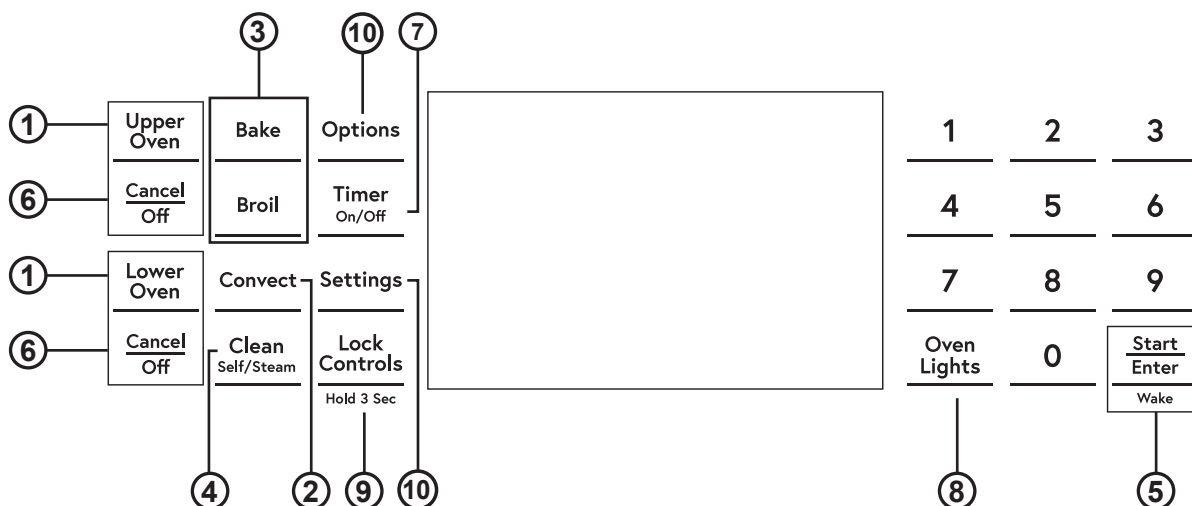 3 10 7
1 Upper Oven Bake Options 1 2 3
6 Cancel Off Broil Timer On/Off 4 5 6
1 Lower Oven Convect Settings 7 8 9
6 Cancel Off Clean Self/Steam Lock Controls Oven Lights 0 Start Enter
Hold 3 Sec Wake
4 2 9 10 8 5